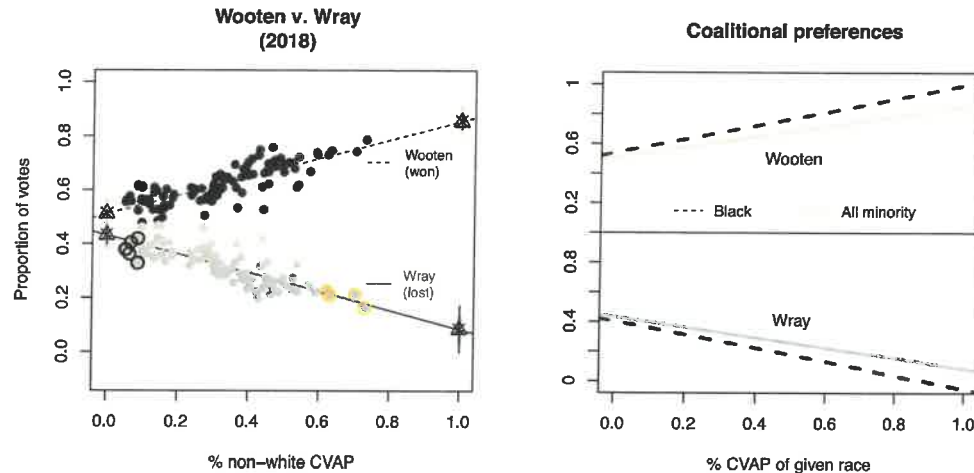 Wooten v. Wray
(2018)
Proportion of votes
1.0
0.8
0.6
0.4
0.2
0.0
Wooten
(won)
Wray
(lost)
0.0 0.2 0.4 0.6 0.8 1.0
% non-white CVAP
Coalitional preferences
1
0.6
0
Wooten
Black
All minority
0.8
0.4
0
Wray
0.0 0.2 0.4 0.6 0.8 1.0
% CVAP of given race